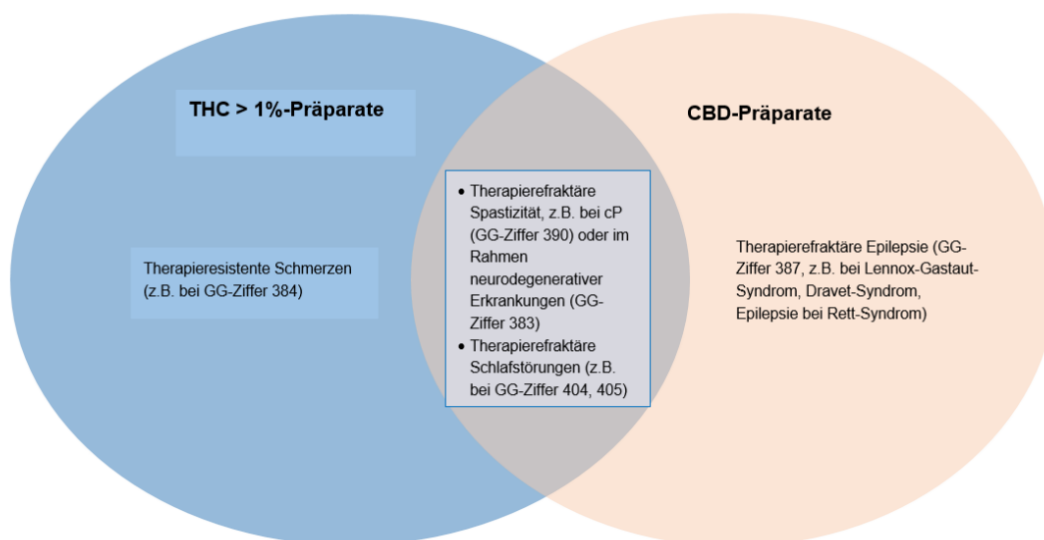 THC > 1%-Präparate
Therapieresistente Schmerzen
(z.B. bei GG-Ziffer 384)
• Therapierefraktäre
Spastizität, z.B. bei cP
(GG-Ziffer 390) oder im
Rahmen
neurodegenerativer
Erkrankungen (GG-
Ziffer 383)
• Therapierefraktäre
Schlafstörungen (z.B.
bei GG-Ziffer 404, 405)
CBD-Präparate
Therapierefraktäre Epilepsie (GG-
Ziffer 387, z.B. bei Lennox-Gastaut-
Syndrom, Dravet-Syndrom,
Epilepsie bei Rett-Syndrom)